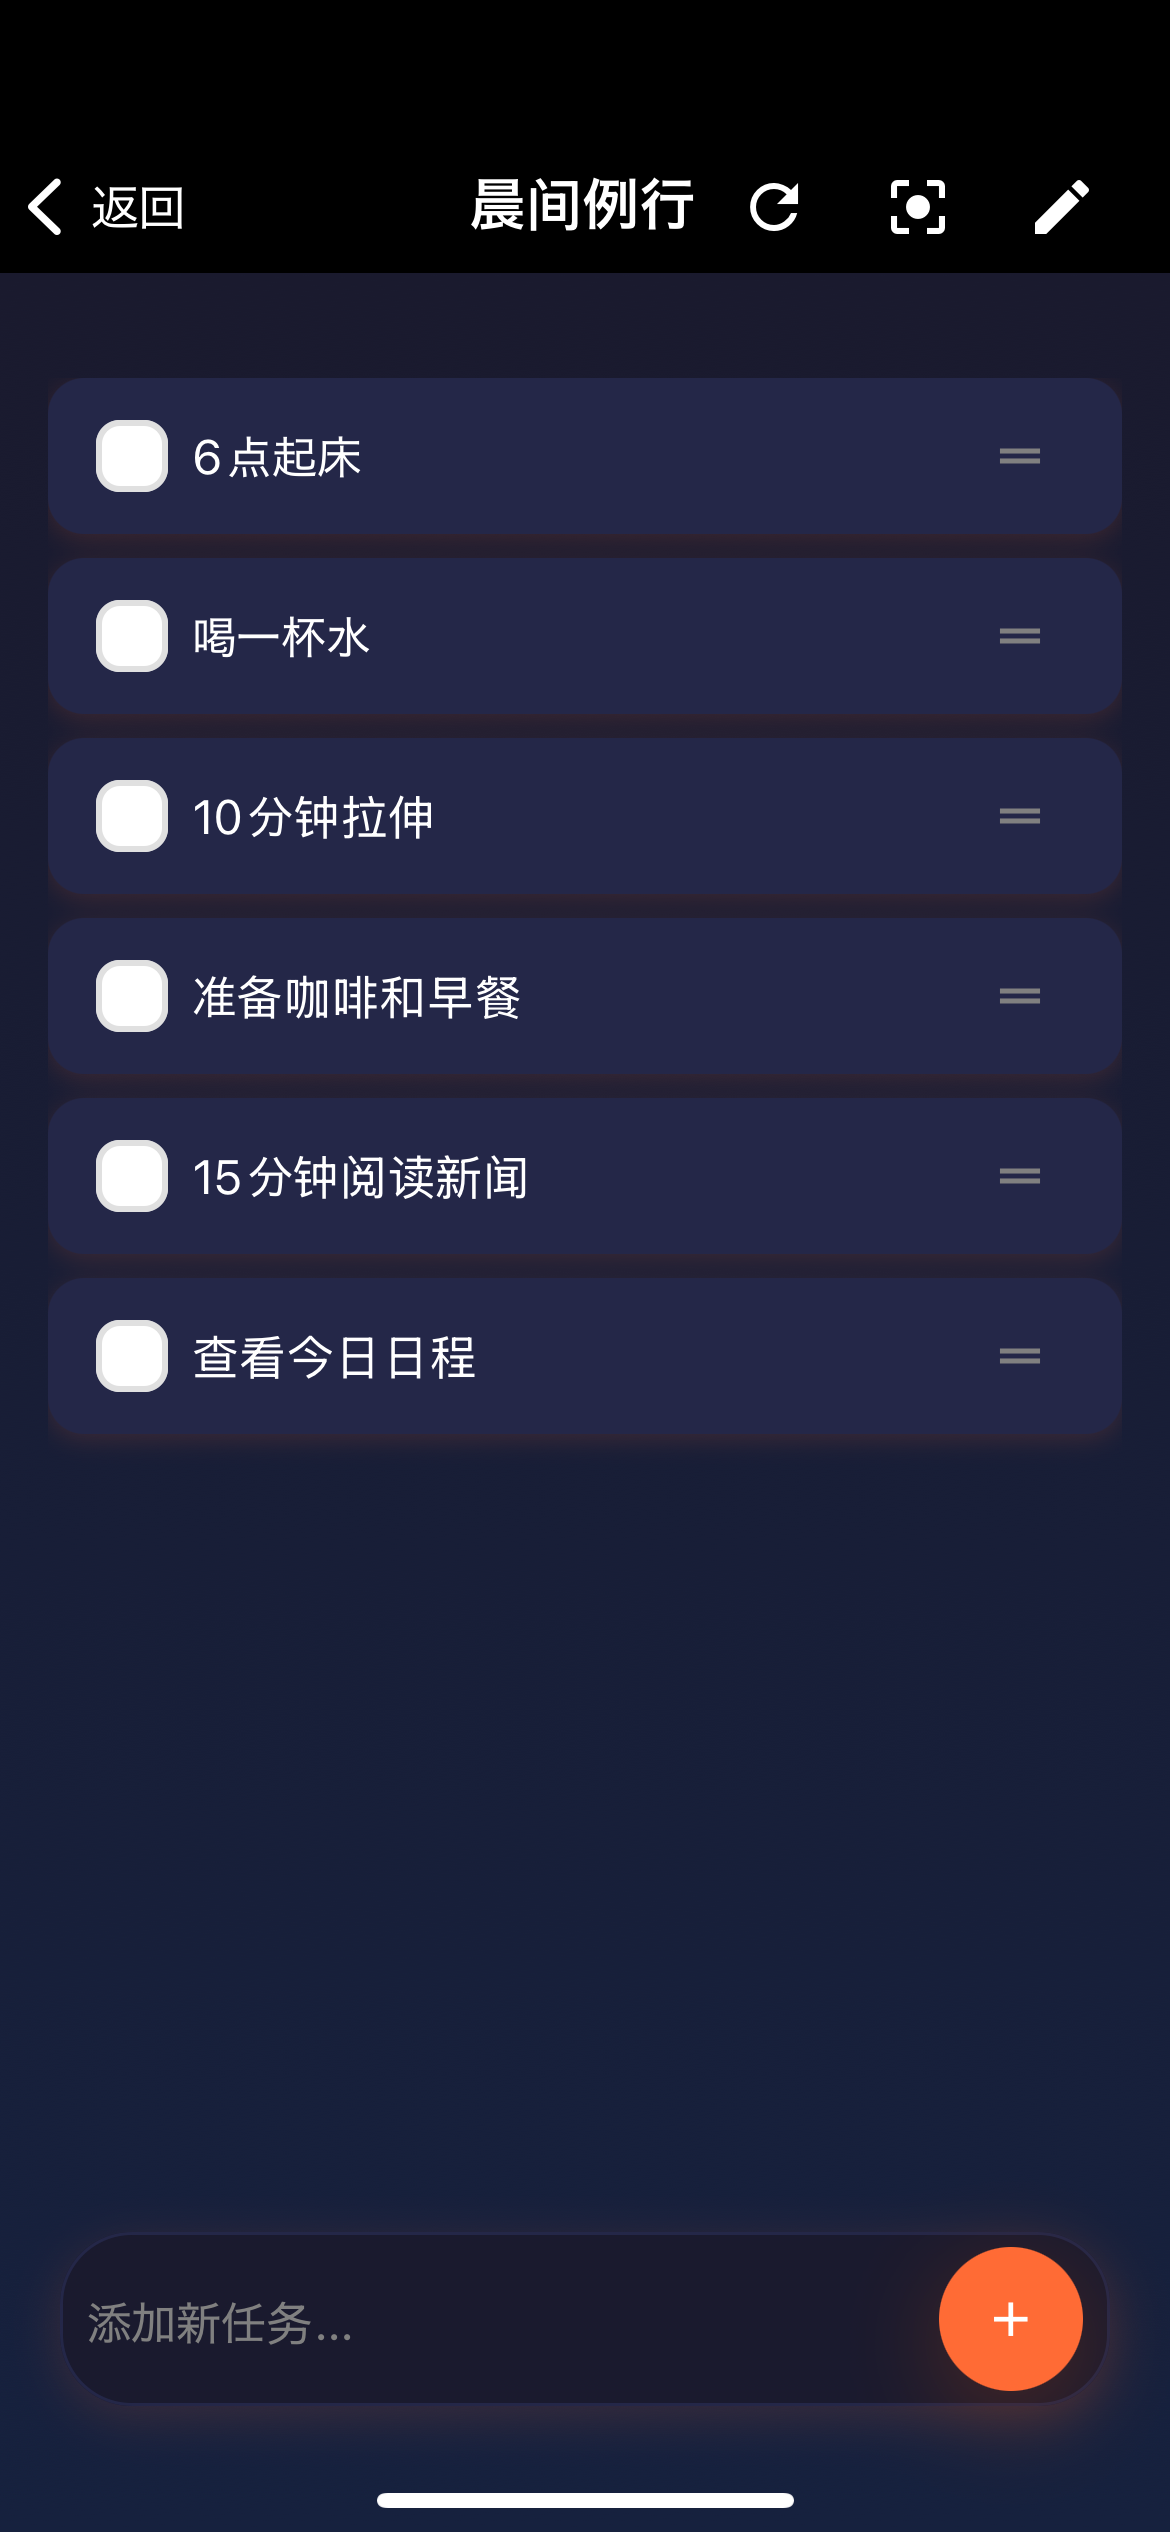 返回
晨间例行
6点起床
喝一杯水
10分钟拉伸
准备咖啡和早餐
15分钟阅读新闻
查看今日日程
添加新任务...